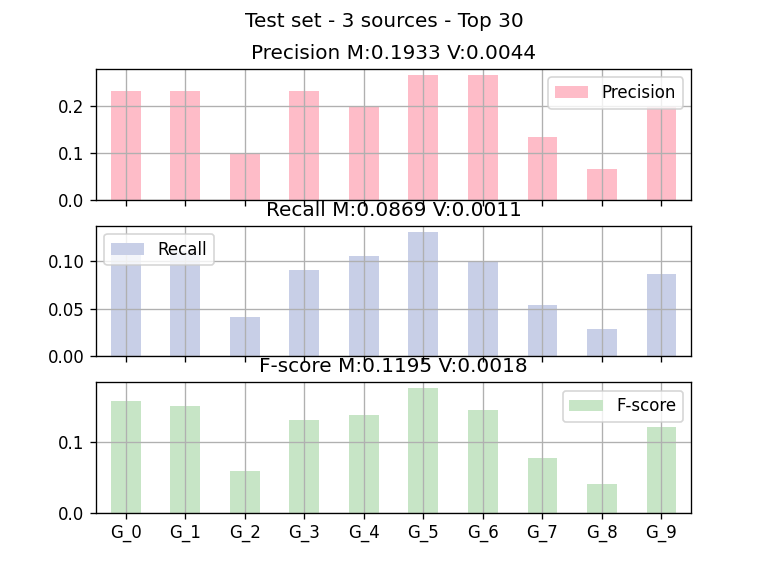 Test set - 3 sources - Top 30
Precision M:0.1933 V:0.0044
0.2
0.1
0.0
Precision
Recall M:0.0869 V:0.0011
0.10
0.05
0.00
Recall
F-score M:0.1195 V:0.0018
0.1
0.0
F-score
G_0 G_1 G_2 G_3 G_4 G_5 G_6 G_7 G_8 G_9